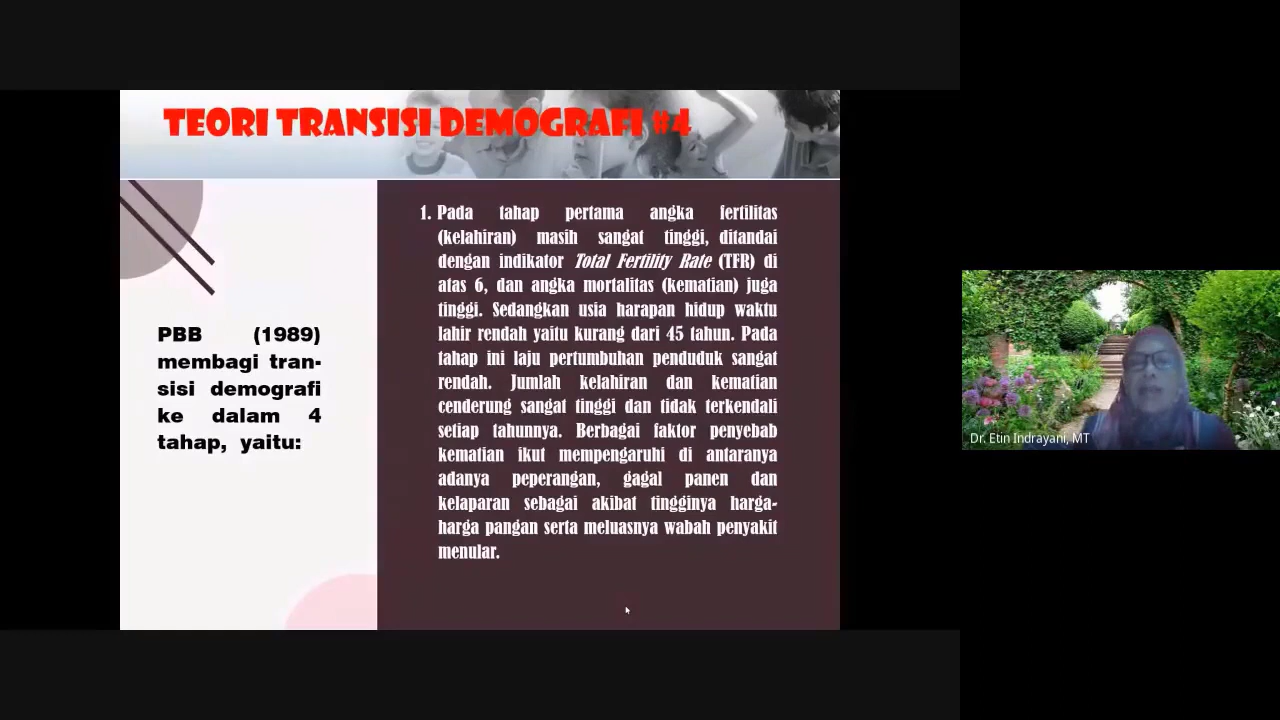 TEORI TRANSISI DEMOGRAFI #4
PBB (1989)
membagi tran-
sisi demografi
ke dalam 4
tahap, yaitu:
1. Pada tahap pertama angka fertilitas
(kelahiran) masih sangat tinggi, ditandai
dengan indikator Total Fertility Rate (TFR) di
atas 6, dan angka mortalitas (kematian) juga
tinggi. Sedangkan usia harapan hidup waktu
lahir rendah yaitu kurang dari 45 tahun. Pada
tahap ini laju pertumbuhan penduduk sangat
rendah. Jumlah kelahiran dan kematian
cenderung sangat tinggi dan tidak terkendali
setiap tahunnya. Berbagai faktor penyebab
kematian ikut mempengaruhi di antaranya
adanya peperangan, gagal panen dan
kelaparan sebagai akibat tingginya harga-
harga pangan serta meluasnya wabah penyakit
menular.
Dr. Etin Indrayani, MT